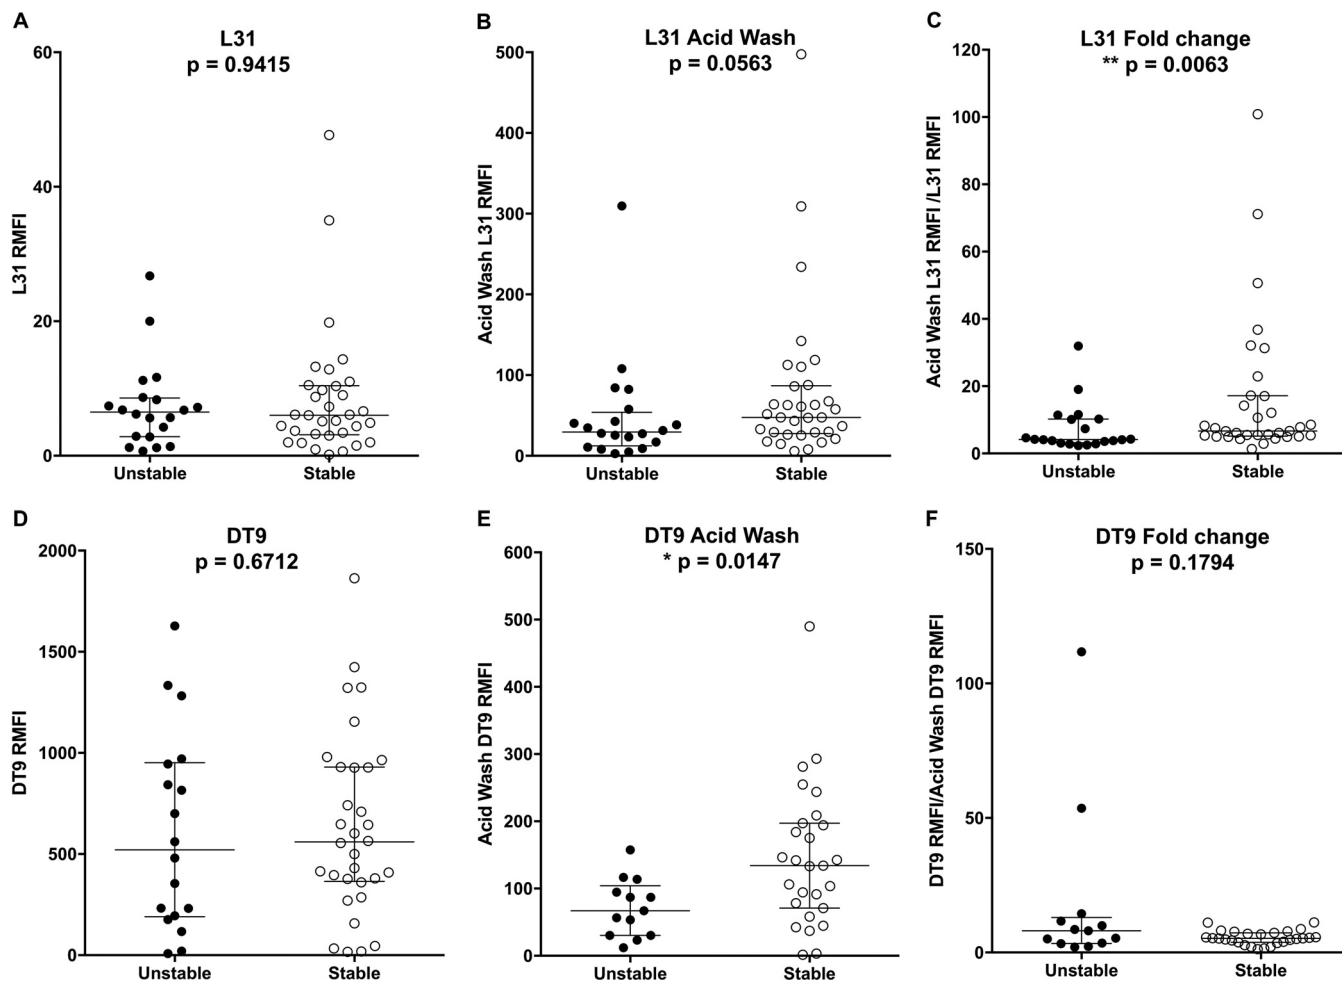 A
L31
p = 0.9415
60
40
20
0
L31 RMFI
Unstable
Stable
B
L31 Acid Wash
p = 0.0563
500
400
300
200
100
0
Acid Wash L31 RMFI
Unstable
Stable
C
L31 Fold change
** p = 0.0063
120
100
80
60
40
20
0
Acid Wash L31 RMFI /L31 RMFI
Unstable
Stable
D
DT9
p = 0.6712
2000
1500
1000
500
0
DT9 RMFI
Unstable
Stable
E
DT9 Acid Wash
* p = 0.0147
600
500
400
300
200
100
0
Acid Wash DT9 RMFI
Unstable
Stable
F
DT9 Fold change
p = 0.1794
150
100
50
0
DT9 RMFI/Acid Wash DT9 RMFI
Unstable
Stable